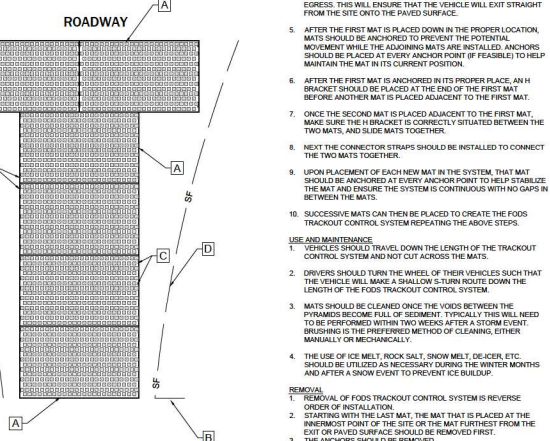 A
ROADWAY
A
SF
C
D
SF
A
B
EGRESS. THIS WILL ENSURE THAT THE VEHICLE WILL EXIT STRAIGHT
FROM THE SITE ONTO THE PAVED SURFACE.
5. AFTER THE FIRST MAT IS PLACED DOWN IN THE PROPER LOCATION,
MATS SHOULD BE ANCHORED TO PREVENT THE POTENTIAL
MOVEMENT WHILE THE ADJOINING MATS ARE INSTALLED. ANCHORS
SHOULD BE PLACED AT EVERY ANCHOR POINT (IF FEASIBLE) TO HELP
MAINTAIN THE MAT IN ITS CURRENT POSITION.
6. AFTER THE FIRST MAT IS ANCHORED IN ITS PROPER PLACE, AN H
BRACKET SHOULD BE PLACED AT THE END OF THE FIRST MAT
BEFORE ANOTHER MAT IS PLACED ADJACENT TO THE FIRST MAT.
7. ONCE THE SECOND MAT IS PLACED ADJACENT TO THE FIRST MAT,
MAKE SURE THE H BRACKET IS CORRECTLY SITUATED BETWEEN THE
TWO MATS, AND SLIDE MATS TOGETHER.
8. NEXT THE CONNECTOR STRAPS SHOULD BE INSTALLED TO CONNECT
THE TWO MATS TOGETHER.
9. UPON PLACEMENT OF EACH NEW MAT IN THE SYSTEM, THAT MAT
SHOULD BE ANCHORED AT EVERY ANCHOR POINT TO HELP STABILIZE
THE MAT AND ENSURE THE SYSTEM IS CONTINUOUS WITH NO GAPS IN
BETWEEN THE MATS.
10. SUCCESSIVE MATS CAN THEN BE PLACED TO CREATE THE FODS
TRACKOUT CONTROL SYSTEM REPEATING THE ABOVE STEPS.
USE AND MAINTENANCE
1. VEHICLES SHOULD TRAVEL DOWN THE LENGTH OF THE TRACKOUT
CONTROL SYSTEM AND NOT CUT ACROSS THE MATS.
2. DRIVERS SHOULD TURN THE WHEEL OF THEIR VEHICLES SUCH THAT
THE VEHICLE WILL MAKE A SHALLOW S-TURN ROUTE DOWN THE
LENGTH OF THE FODS TRACKOUT CONTROL SYSTEM.
3. MATS SHOULD BE CLEANED ONCE THE VOIDS BETWEEN THE
PYRAMIDS BECOME FULL OF SEDIMENT. TYPICALLY THIS WILL NEED
TO BE PERFORMED WITHIN TWO WEEKS AFTER A STORM EVENT.
BRUSHING IS THE PREFERRED METHOD OF CLEANING, EITHER
MANUALLY OR MECHANICALLY.
4. THE USE OF ICE MELT, ROCK SALT, SNOW MELT, DE-ICER, ETC.
SHOULD BE UTILIZED AS NECESSARY DURING THE WINTER MONTHS
AND AFTER A SNOW EVENT TO PREVENT ICE BUILDUP.
REMOVAL
1. REMOVAL OF FODS TRACKOUT CONTROL SYSTEM IS REVERSE
ORDER OF INSTALLATION.
2. STARTING WITH THE LAST MAT, THE MAT THAT IS PLACED AT THE
INNERMOST POINT OF THE SITE OR THE MAT FURTHEST FROM THE
EXIT OR PAVED SURFACE SHOULD BE REMOVED FIRST.
3. THE ANCHORS SHOULD BE REMOVED